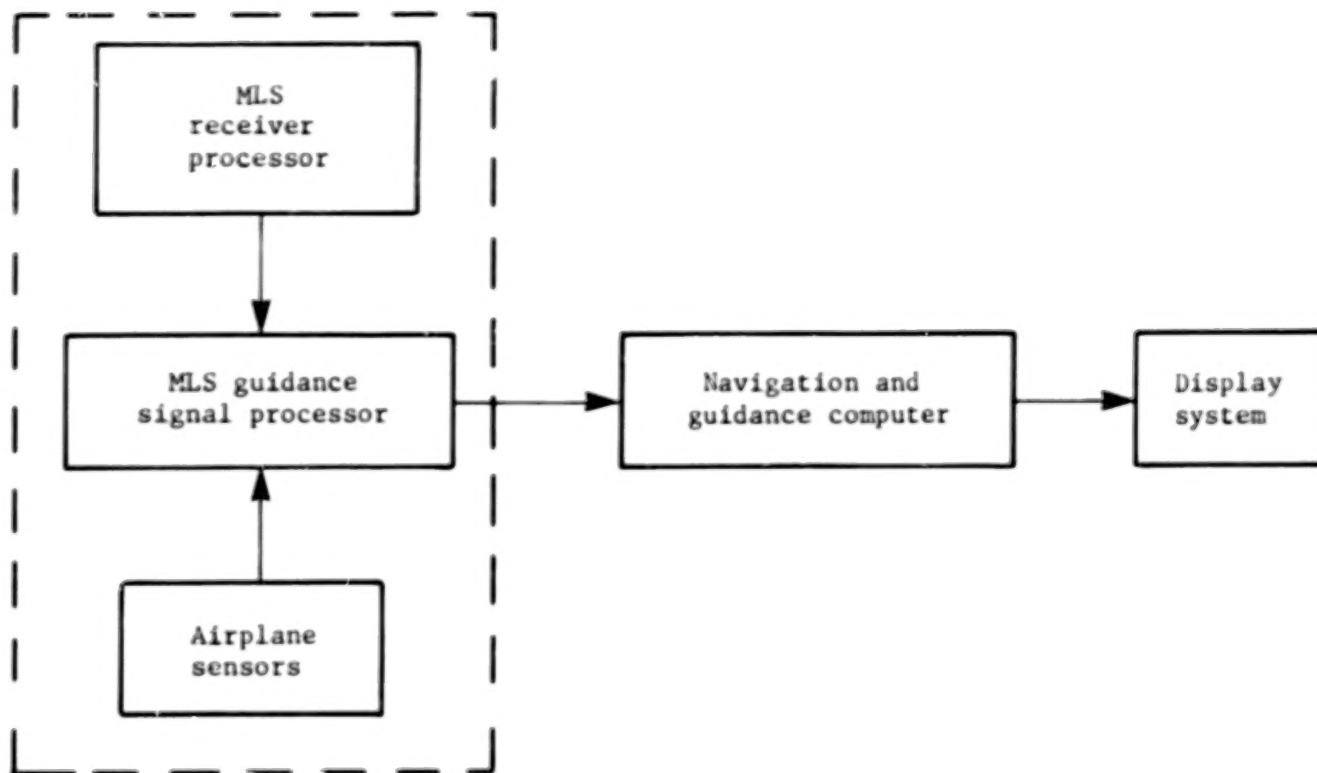 MLS
receiver
processor
MLS guidance
signal processor
Navigation and
guidance computer
Display
system
Airplane
sensors